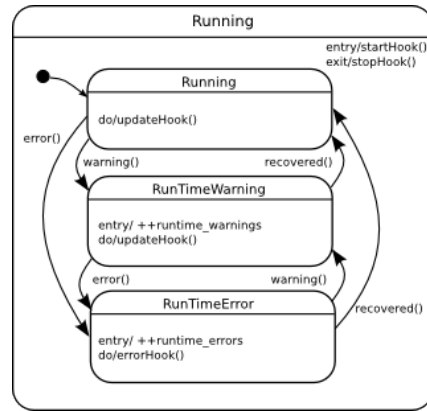 Running
entry/startHook()
exit/stopHook()
Running
do/updateHook()
error()
warning()
recovered()
RunTimeWarning
entry/ ++runtime_warnings
do/updateHook()
error()
warning()
RunTimeError
recovered()
entry/ ++runtime_errors
do/errorHook()